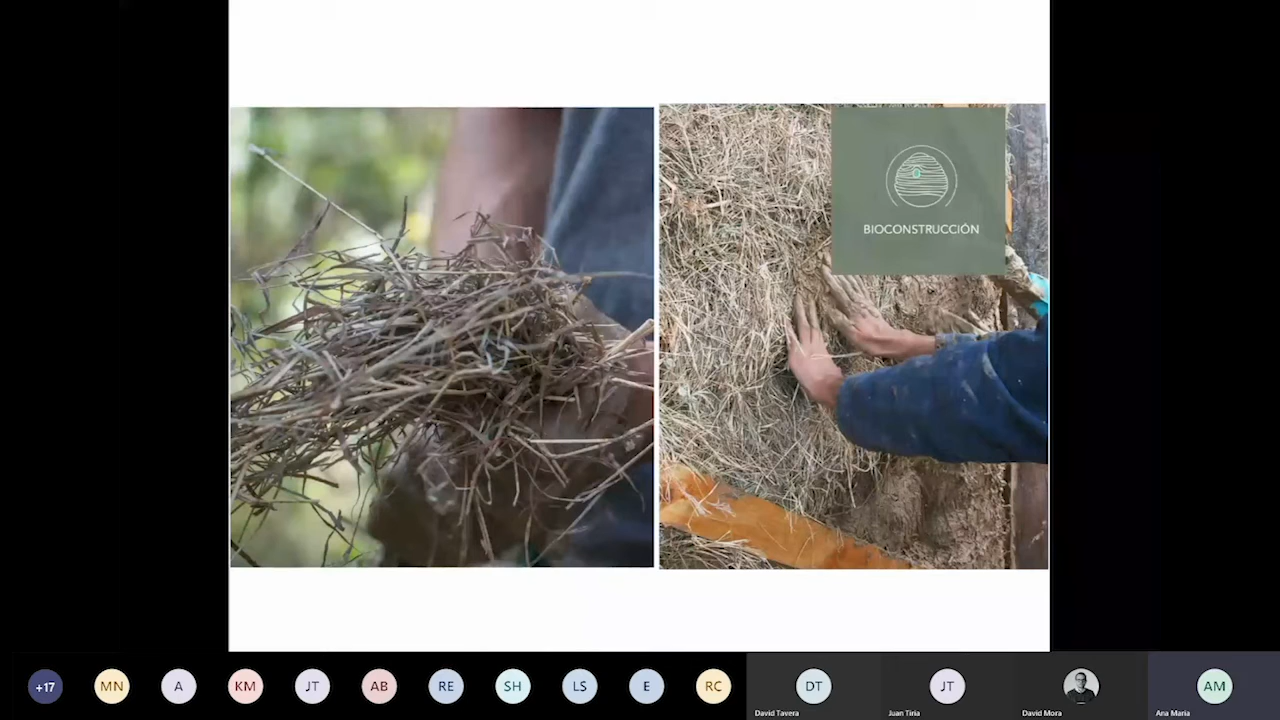 BIOCONSTRUCCIÓN
+17
MN
A
KM
JT
AB
RE
SH
LS
E
RC
DT
JT
AM
David Tavera
Juan Tiria
David Mora
Ana Maria